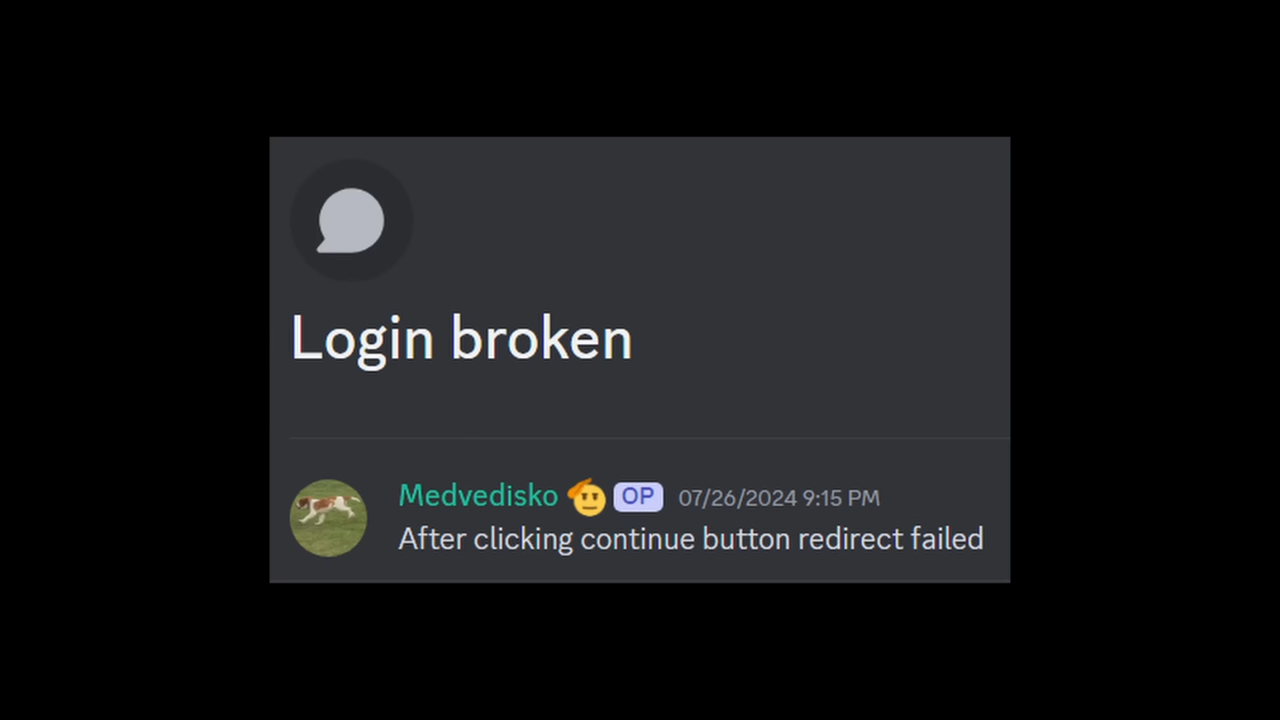 Login broken
Medvedisko 🫡 OP 07/26/2024 9:15 PM
After clicking continue button redirect failed